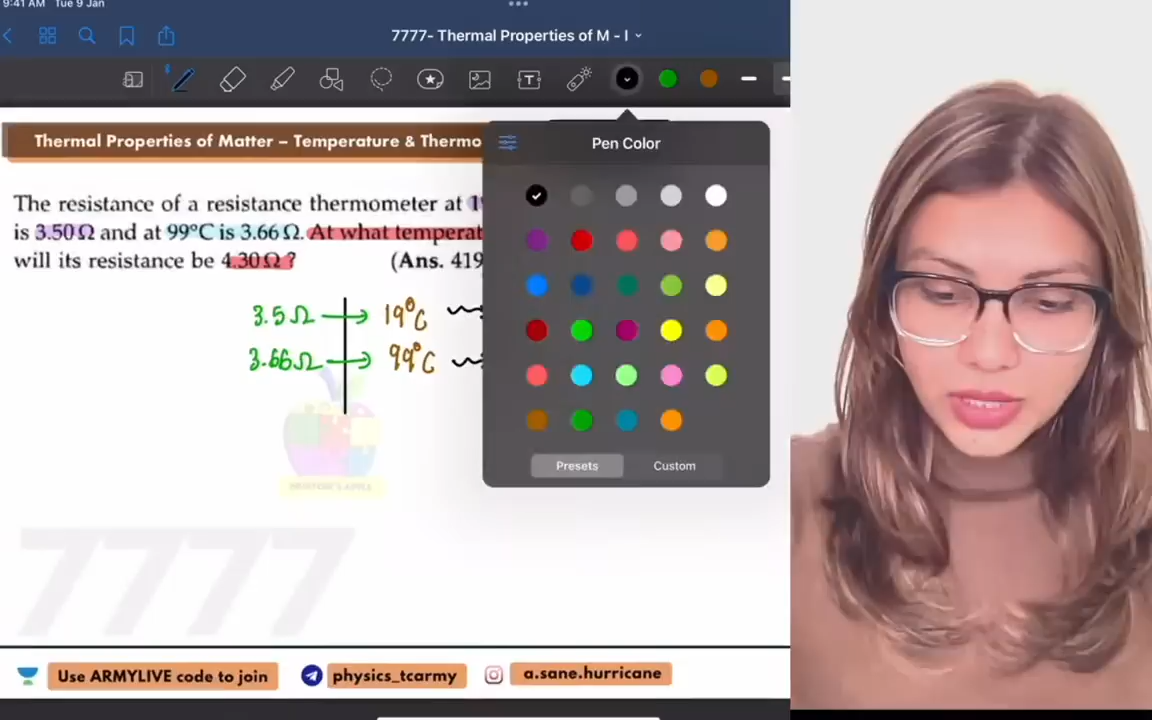 9:41 AM Tue 9 Jan
7777- Thermal Properties of M - I
T
Thermal Properties of Matter – Temperature & Thermo
Pen Color
The resistance of a resistance thermometer at 1
is 3.50 Ω and at 99°C is 3.66 Ω. At what temperat
will its resistance be 4.30 Ω ? (Ans. 419
3.5 Ω → 19°C
3.66 Ω → 99°C
NEWTON'S APPLE
Presets Custom
7777
Use ARMYLIVE code to join physics_tcarmy a.sane.hurricane